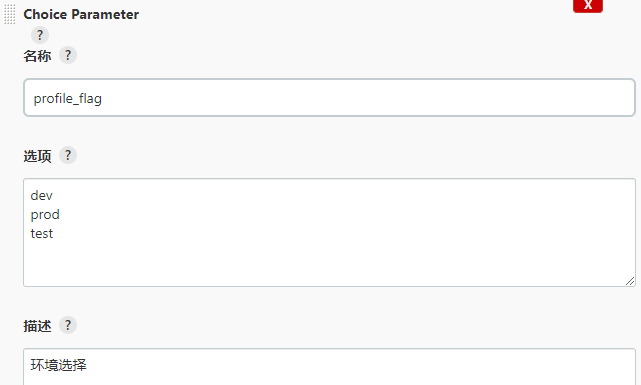 Choice Parameter
X
?
名称 ?
profile_flag
选项 ?
dev
prod
test
描述 ?
环境选择